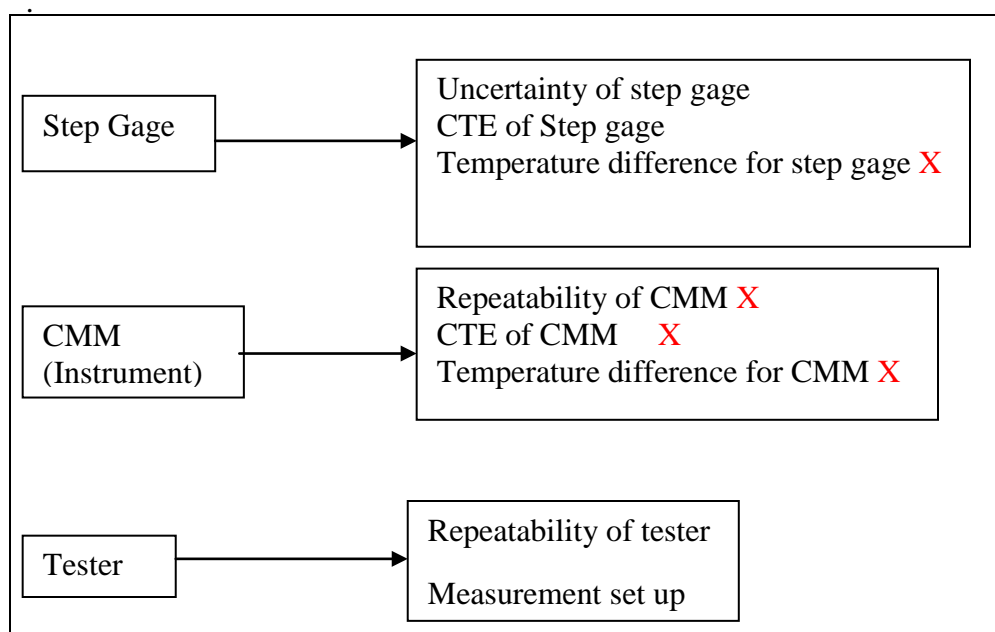 Step Gage
Uncertainty of step gage
CTE of Step gage
Temperature difference for step gage X
CMM
(Instrument)
Repeatability of CMM X
CTE of CMM X
Temperature difference for CMM X
Tester
Repeatability of tester
Measurement set up